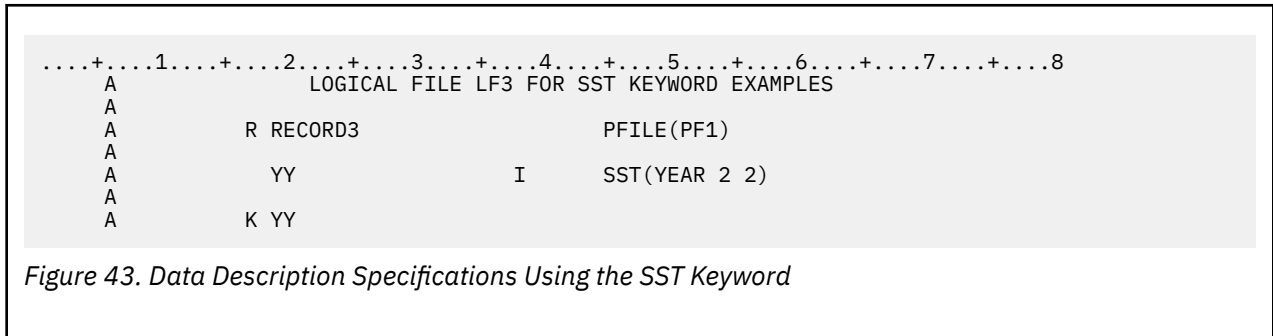 ....+....1....+....2....+....3....+....4....+....5....+....6....+....7....+....8
A                LOGICAL FILE LF3 FOR SST KEYWORD EXAMPLES
A
A           R RECORD3                     PFILE(PF1)
A
A             YY                   I      SST(YEAR 2 2)
A
A           K YY
Figure 43. Data Description Specifications Using the SST Keyword